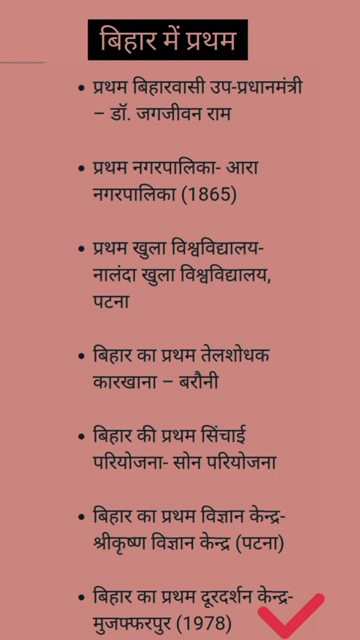 बिहार में प्रथम
• प्रथम बिहारवासी उप-प्रधानमंत्री
– डॉ. जगजीवन राम
• प्रथम नगरपालिका- आरा
नगरपालिका (1865)
• प्रथम खुला विश्वविद्यालय-
नालंदा खुला विश्वविद्यालय,
पटना
• बिहार का प्रथम तेलशोधक
कारखाना – बरौनी
• बिहार की प्रथम सिंचाई
परियोजना- सोन परियोजना
• बिहार का प्रथम विज्ञान केन्द्र-
श्रीकृष्ण विज्ञान केन्द्र (पटना)
• बिहार का प्रथम दूरदर्शन केन्द्र-
मुजफ्फरपुर (1978)